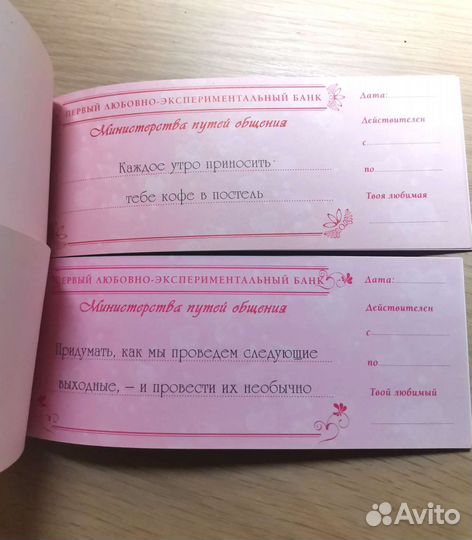 ПЕРВЫЙ ЛЮБОВНО-ЭКСПЕРИМЕНТАЛЬНЫЙ БАНК
Министерства путей общения
Каждое утро приносить
тебе кофе в постель
Дата:
Действителен
с
по
Твоя любимая
ПЕРВЫЙ ЛЮБОВНО-ЭКСПЕРИМЕНТАЛЬНЫЙ БАНК
Министерства путей общения
Придумать, как мы проведем следующие
выходные, – и провести их необычно
Дата:
Действителен
с
по
Твой любимый
Avito